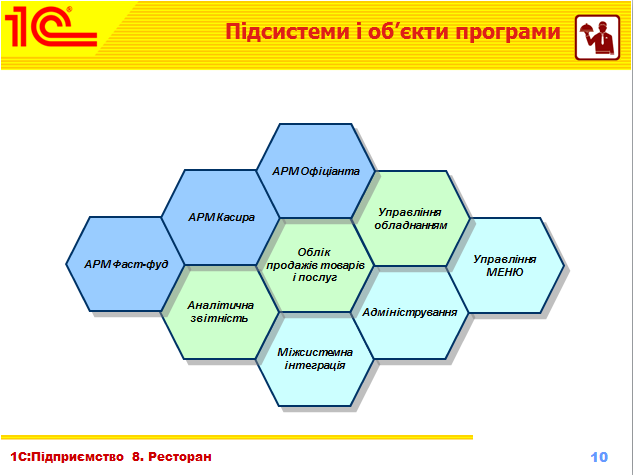 1С
Підсистеми і об’єкти програми
АРМ Офіціанта
АРМ Касира
Управління
обладнанням
АРМ Фаст-фуд
Облік
продажів товарів
і послуг
Управління
МЕНЮ
Аналітична
звітність
Адміністрування
Міжсистемна
інтеграція
1С:Підприємство 8. Ресторан
10